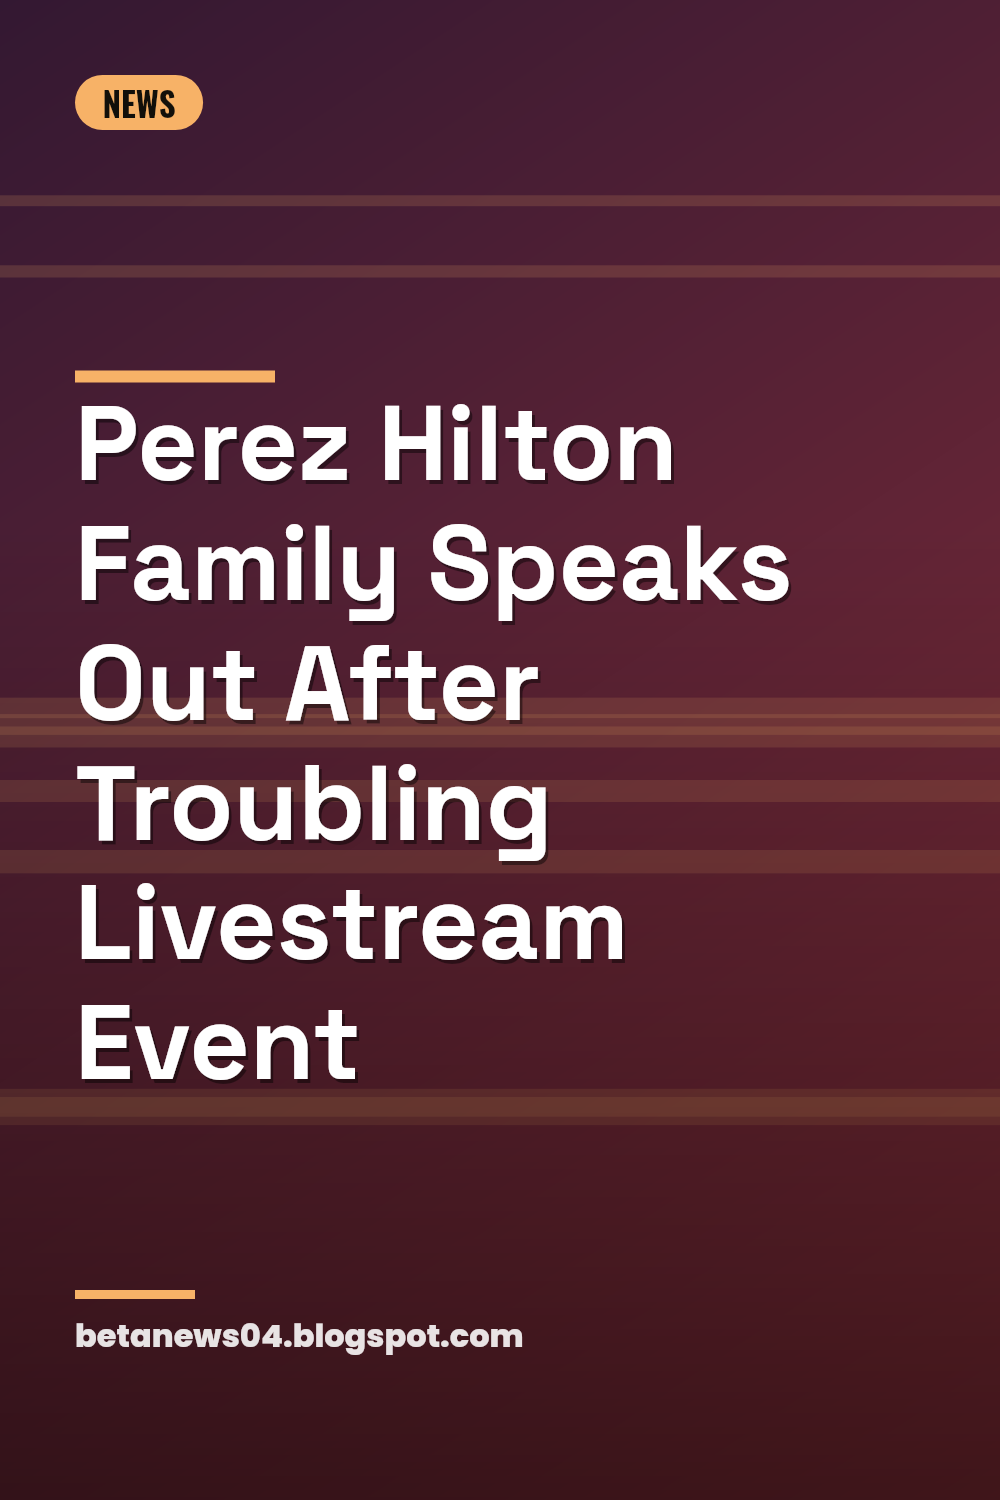 NEWS
Perez Hilton
Family Speaks
Out After
Troubling
Livestream
Event
betanews04.blogspot.com